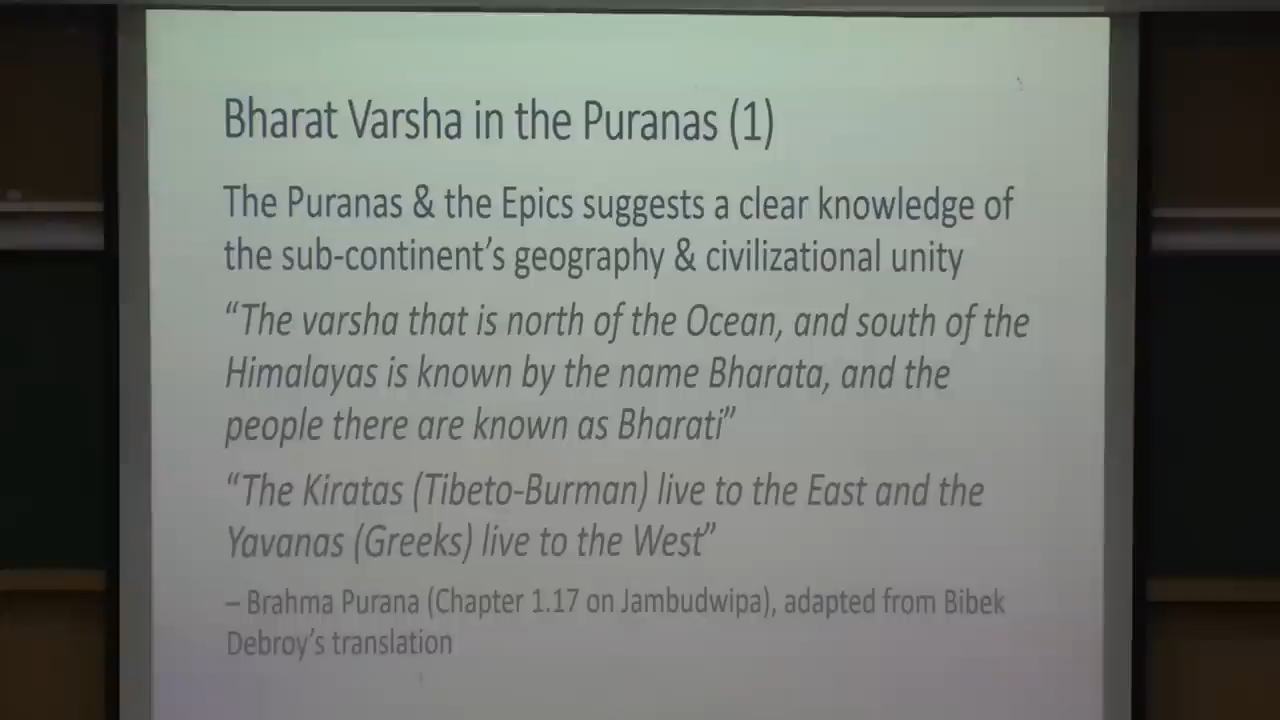 Bharat Varsha in the Puranas (1)
The Puranas & the Epics suggests a clear knowledge of
the sub-continent’s geography & civilizational unity
“The varsha that is north of the Ocean, and south of the
Himalayas is known by the name Bharata, and the
people there are known as Bharati”
“The Kiratas (Tibeto-Burman) live to the East and the
Yavanas (Greeks) live to the West”
– Brahma Purana (Chapter 1.17 on Jambudwipa), adapted from Bibek
Debroy’s translation